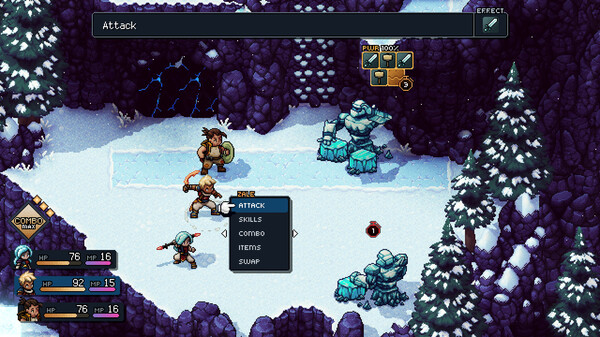 EFFECT
Attack
PWR 100%
3
ZALE
ATTACK
SKILLS
COMBO
ITEMS
SWAP
1
COMBO
MAX
HP 76 MP 16
HP 92 MP 15
HP 76 MP 16